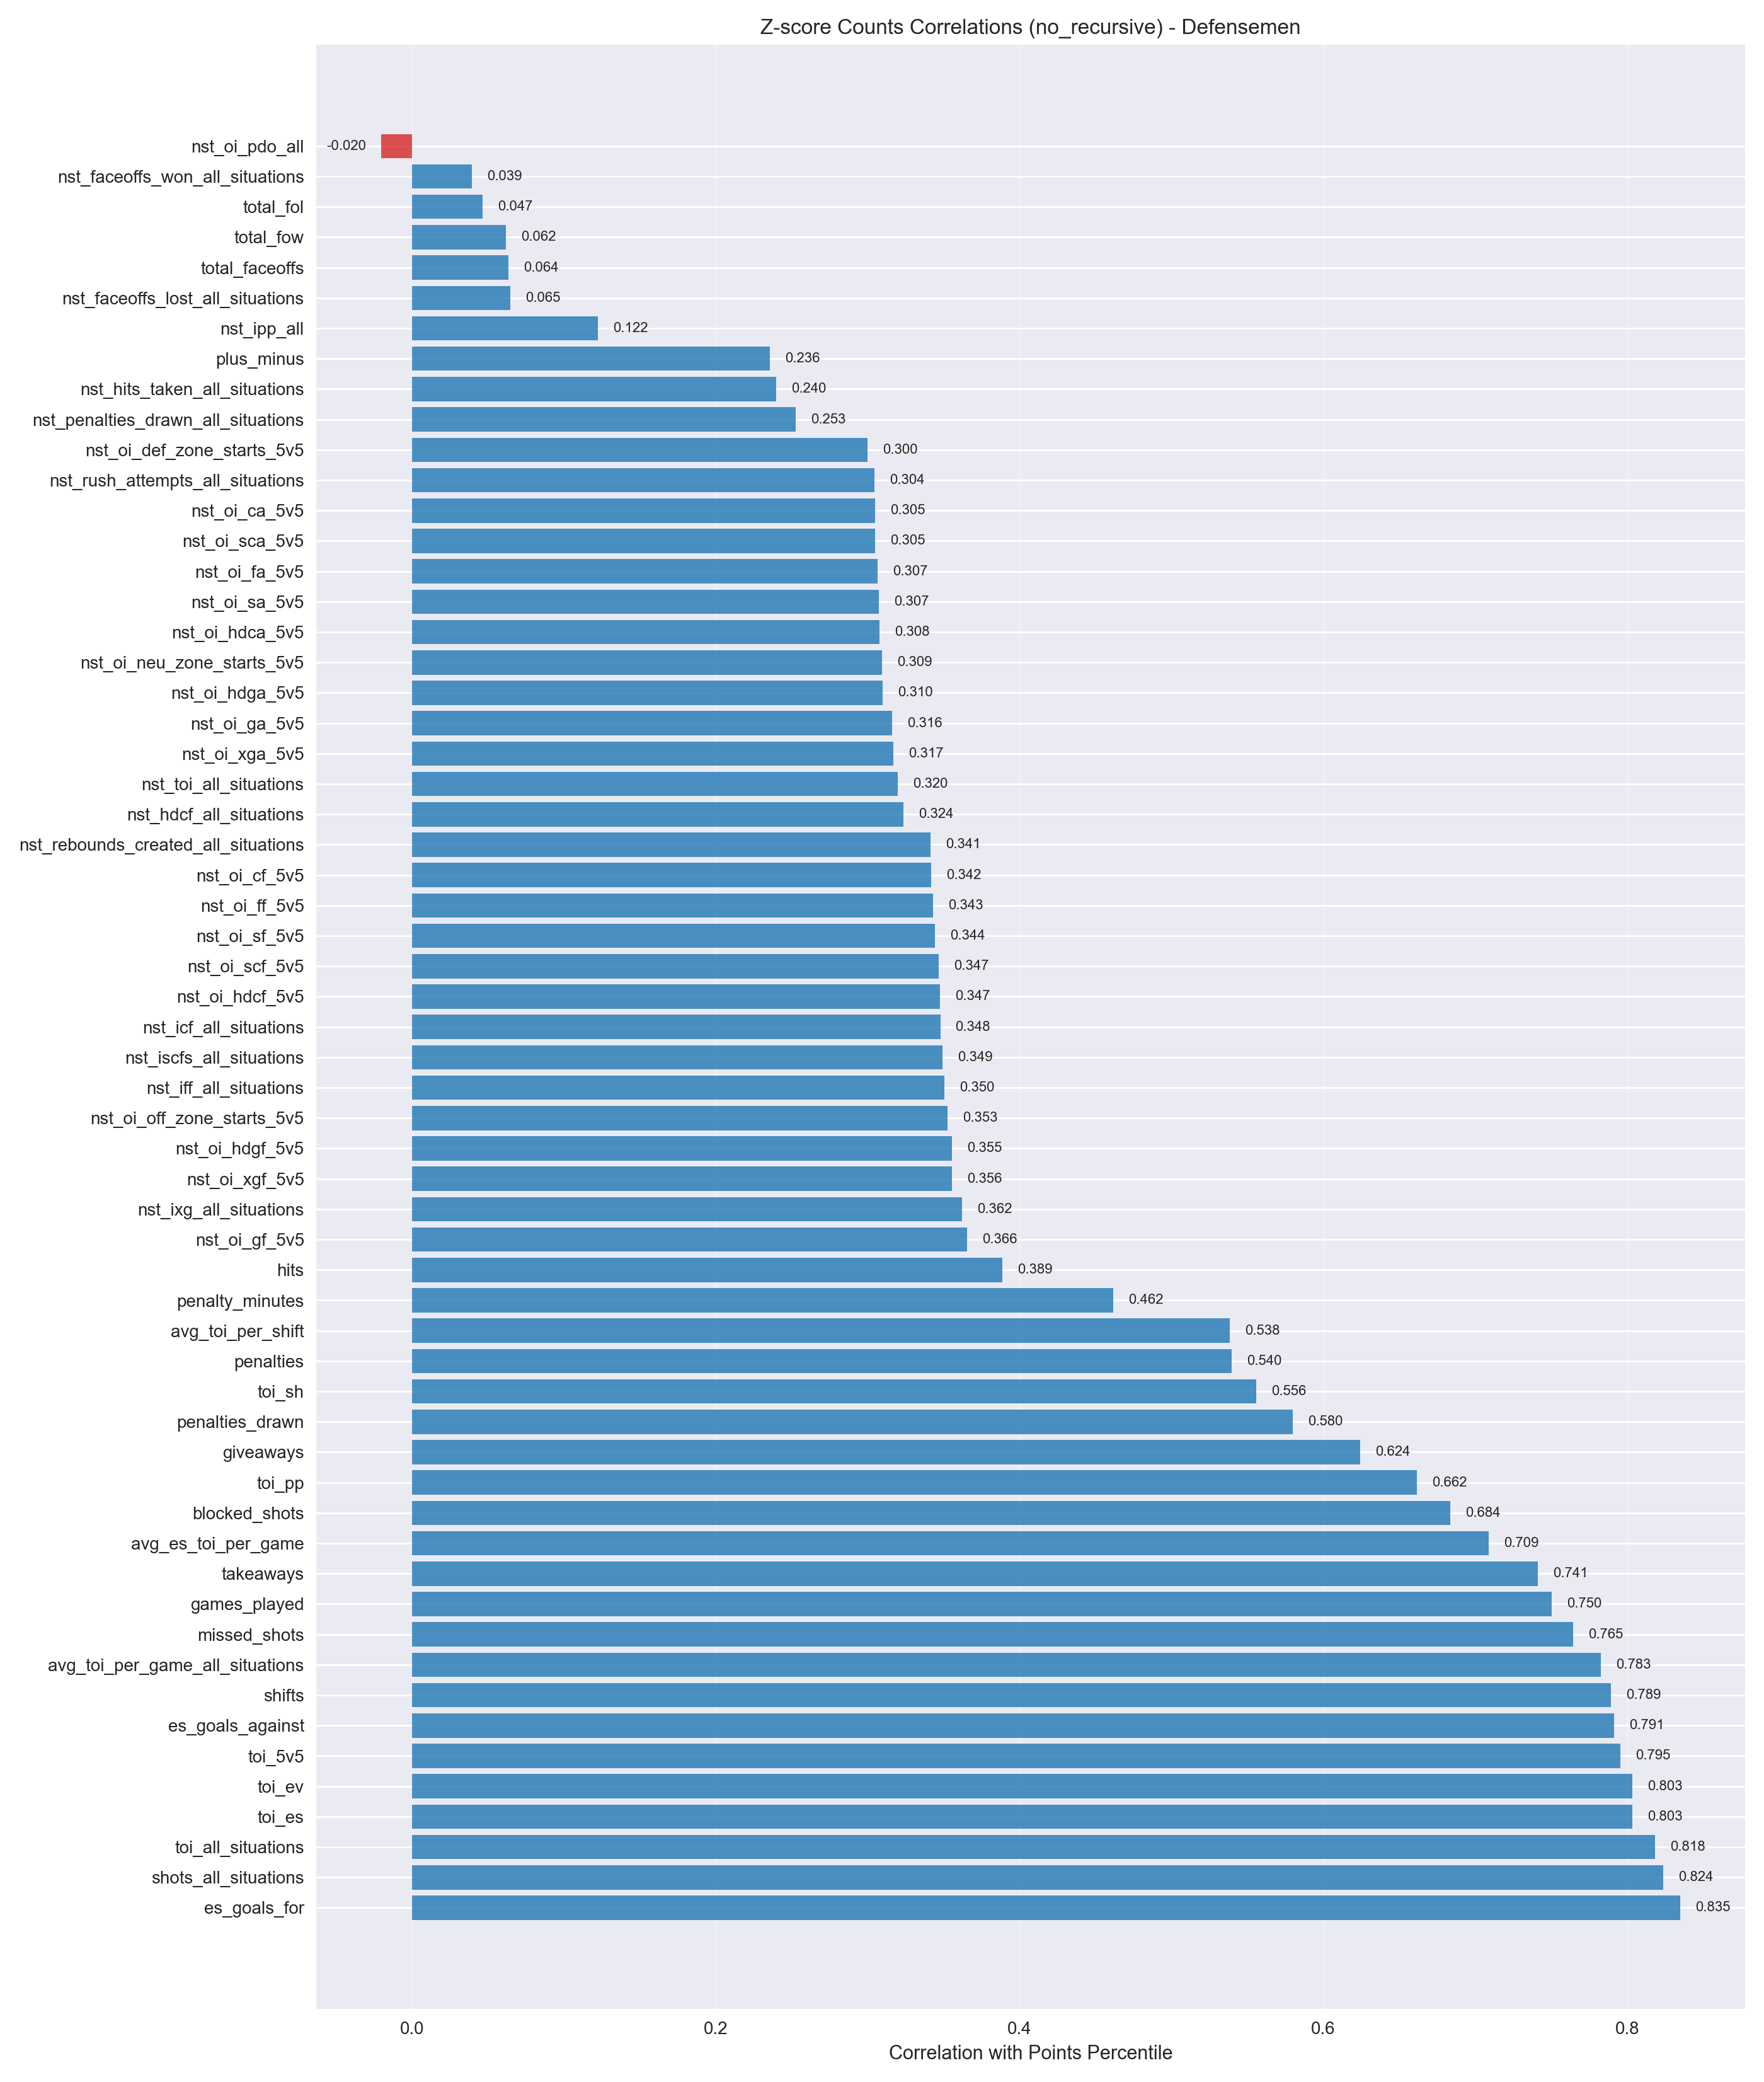 Z-score Counts Correlations (no_recursive) - Defensemen
nst_oi_pdo_all -0.020
nst_faceoffs_won_all_situations 0.039
total_fol 0.047
total_fow 0.062
total_faceoffs 0.064
nst_faceoffs_lost_all_situations 0.065
nst_ipp_all 0.122
plus_minus 0.236
nst_hits_taken_all_situations 0.240
nst_penalties_drawn_all_situations 0.253
nst_oi_def_zone_starts_5v5 0.300
nst_rush_attempts_all_situations 0.304
nst_oi_ca_5v5 0.305
nst_oi_sca_5v5 0.305
nst_oi_fa_5v5 0.307
nst_oi_sa_5v5 0.307
nst_oi_hdca_5v5 0.308
nst_oi_neu_zone_starts_5v5 0.309
nst_oi_hdga_5v5 0.310
nst_oi_ga_5v5 0.316
nst_oi_xga_5v5 0.317
nst_toi_all_situations 0.320
nst_hdcf_all_situations 0.324
nst_rebounds_created_all_situations 0.341
nst_oi_cf_5v5 0.342
nst_oi_ff_5v5 0.343
nst_oi_sf_5v5 0.344
nst_oi_scf_5v5 0.347
nst_oi_hdcf_5v5 0.347
nst_icf_all_situations 0.348
nst_iscfs_all_situations 0.349
nst_iff_all_situations 0.350
nst_oi_off_zone_starts_5v5 0.353
nst_oi_hdgf_5v5 0.355
nst_oi_xgf_5v5 0.356
nst_ixg_all_situations 0.362
nst_oi_gf_5v5 0.366
hits 0.389
penalty_minutes 0.462
avg_toi_per_shift 0.538
penalties 0.540
toi_sh 0.556
penalties_drawn 0.580
giveaways 0.624
toi_pp 0.662
blocked_shots 0.684
avg_es_toi_per_game 0.709
takeaways 0.741
games_played 0.750
missed_shots 0.765
avg_toi_per_game_all_situations 0.783
shifts 0.789
es_goals_against 0.791
toi_5v5 0.795
toi_ev 0.803
toi_es 0.803
toi_all_situations 0.818
shots_all_situations 0.824
es_goals_for 0.835
0.0 0.2 0.4 0.6 0.8
Correlation with Points Percentile